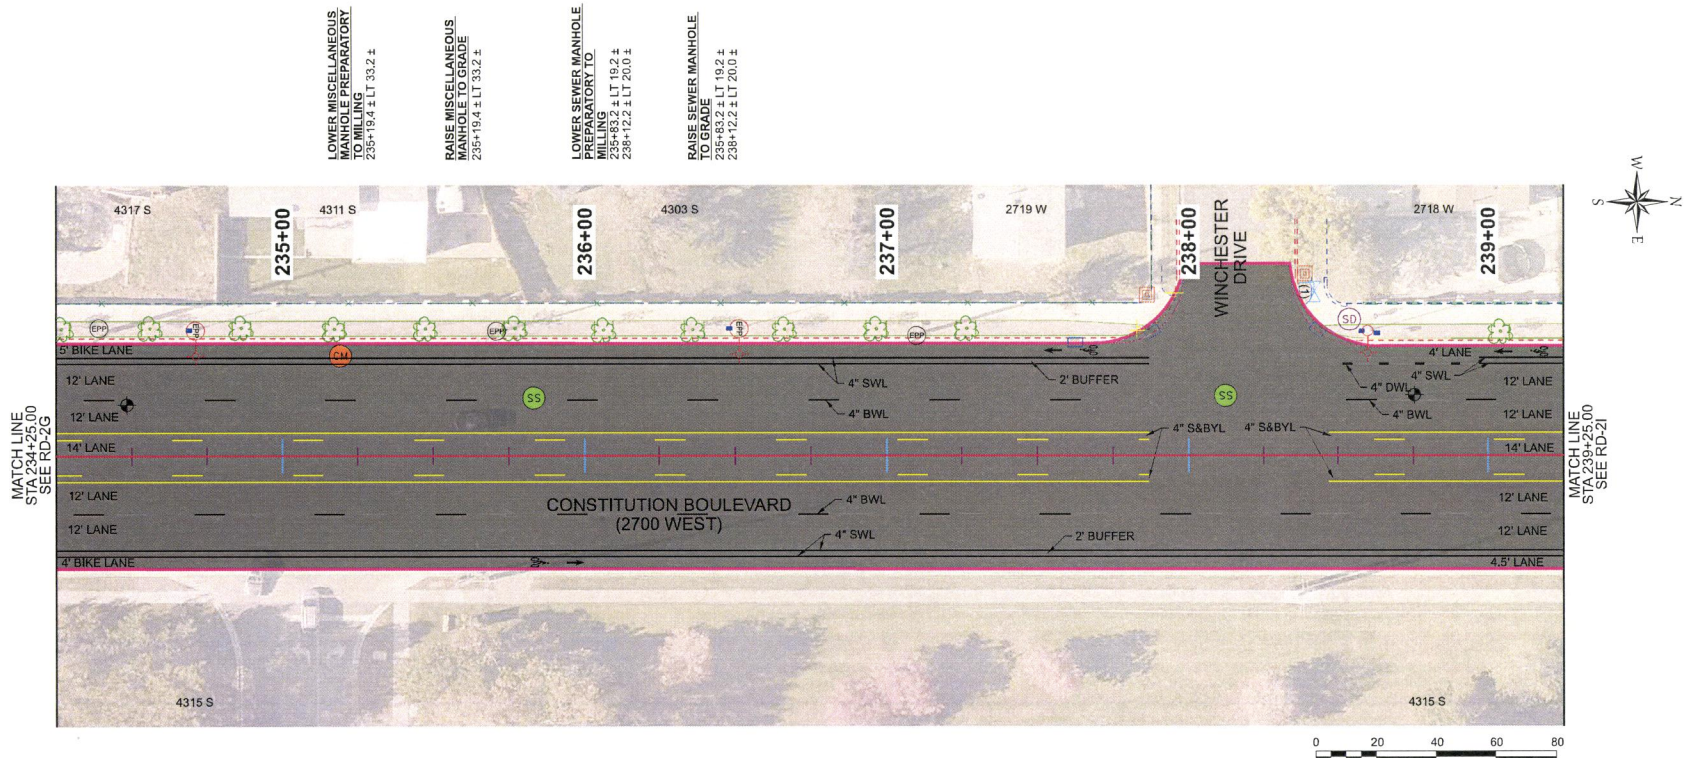 LOWER MISCELLANEOUS
MANHOLE PREPARATORY
TO MILLING
235+19.4 ± LT 33.2 ±
RAISE MISCELLANEOUS
MANHOLE TO GRADE
235+19.4 ± LT 33.2 ±
LOWER SEWER MANHOLE
PREPARATORY TO
MILLING
235+83.2 ± LT 19.2 ±
238+12.2 ± LT 20.0 ±
RAISE SEWER MANHOLE
TO GRADE
235+83.2 ± LT 19.2 ±
238+12.2 ± LT 20.0 ±
W
S
N
E
4317 S
235+00
4311 S
236+00
4303 S
237+00
2719 W
238+00
WINCHESTER
DRIVE
2718 W
239+00
EPP
EPP
EPP
EPP
EPP
(1)
SD
5' BIKE LANE
CM
4' LANE
12' LANE
4" SWL
2' BUFFER
4" DWL
4" SWL
12' LANE
SS
SS
12' LANE
4" BWL
4" BWL
12' LANE
4" S&BYL
4" S&BYL
14' LANE
14' LANE
MATCH LINE
STA 234+25.00
SEE RD-2G
MATCH LINE
STA 239+25.00
SEE RD-2I
12' LANE
CONSTITUTION BOULEVARD
(2700 WEST)
4" BWL
12' LANE
12' LANE
4" SWL
2' BUFFER
12' LANE
4' BIKE LANE
4.5' LANE
4315 S
4315 S
0 20 40 60 80